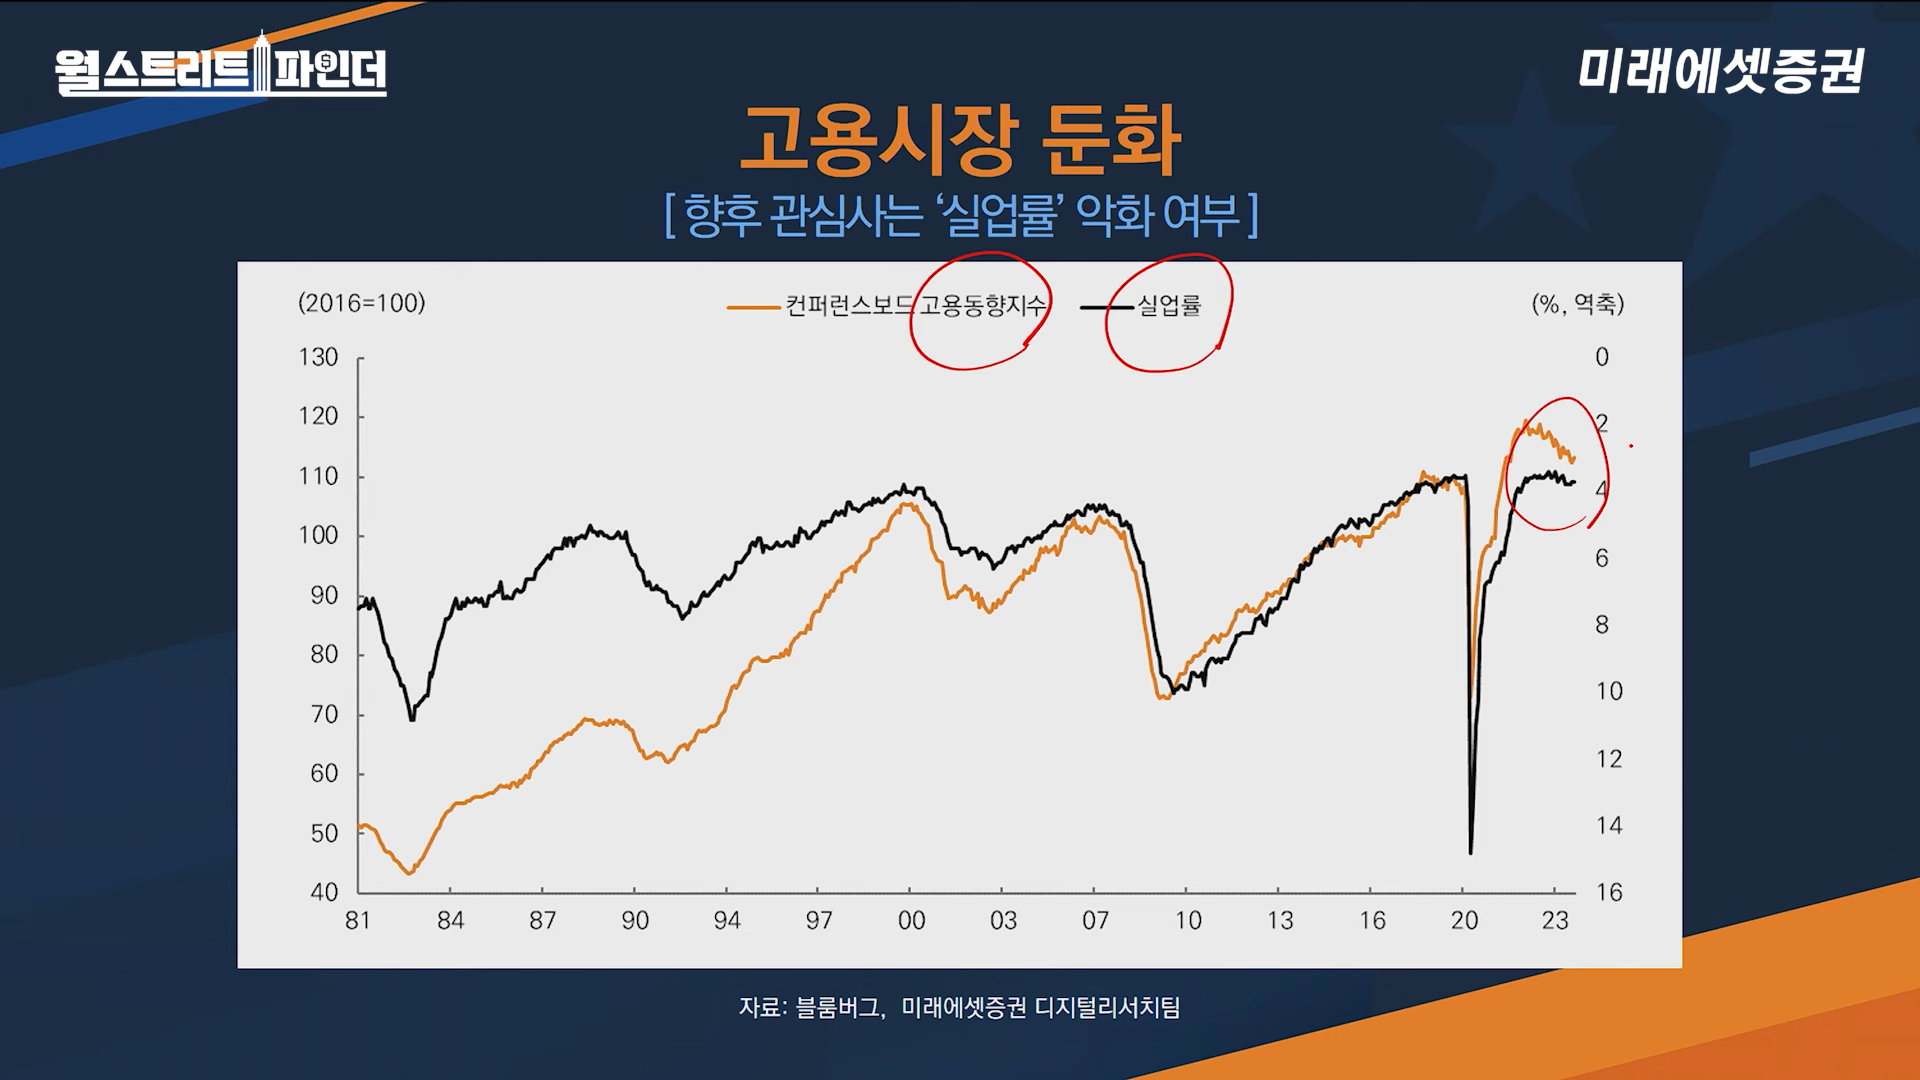 월스트리트 파인더
미래에셋증권
고용시장 둔화
[ 향후 관심사는 ‘실업률’ 악화 여부 ]
(2016=100)
컨퍼런스보드 고용동향지수
실업률
(%, 역축)
130
120
110
100
90
80
70
60
50
40
0
2
4
6
8
10
12
14
16
81 84 87 90 94 97 00 03 07 10 13 16 20 23
자료: 블룸버그, 미래에셋증권 디지털리서치팀